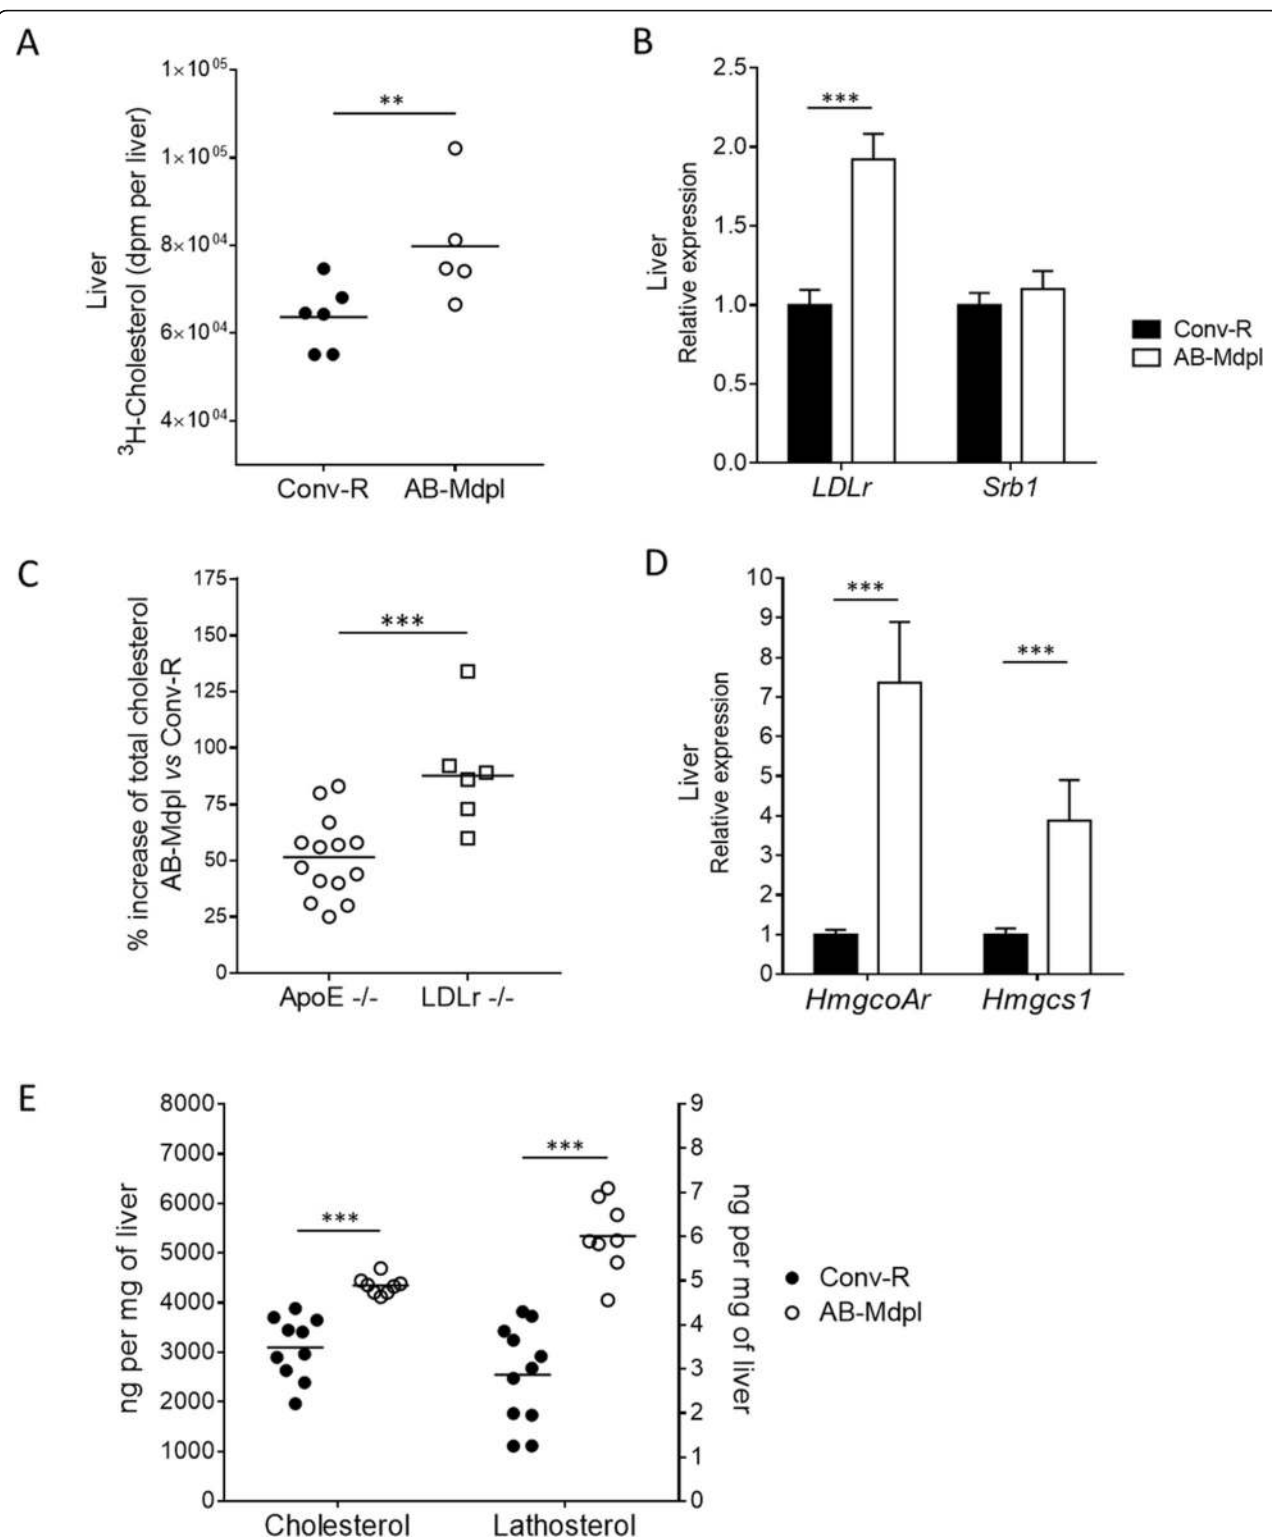 A
Liver
³H-Cholesterol (dpm per liver)
1×10⁰⁵
1×10⁰⁵
8×10⁰⁴
6×10⁰⁴
4×10⁰⁴
**
Conv-R AB-Mdpl
B
Liver
Relative expression
2.5
2.0
1.5
1.0
0.5
0.0
***
LDLr Srb1
Conv-R
AB-Mdpl
C
% increase of total cholesterol
AB-Mdpl vs Conv-R
175
150
125
100
75
50
25
0
***
ApoE -/- LDLr -/-
D
Liver
Relative expression
10
9
8
7
6
5
4
3
2
1
0
***
***
HmgcoAr Hmgcs1
E
ng per mg of liver
8000
7000
6000
5000
4000
3000
2000
1000
0
***
***
9
8
7
6
5
4
3
2
1
0
ng per mg of liver
Cholesterol Lathosterol
Conv-R
AB-Mdpl